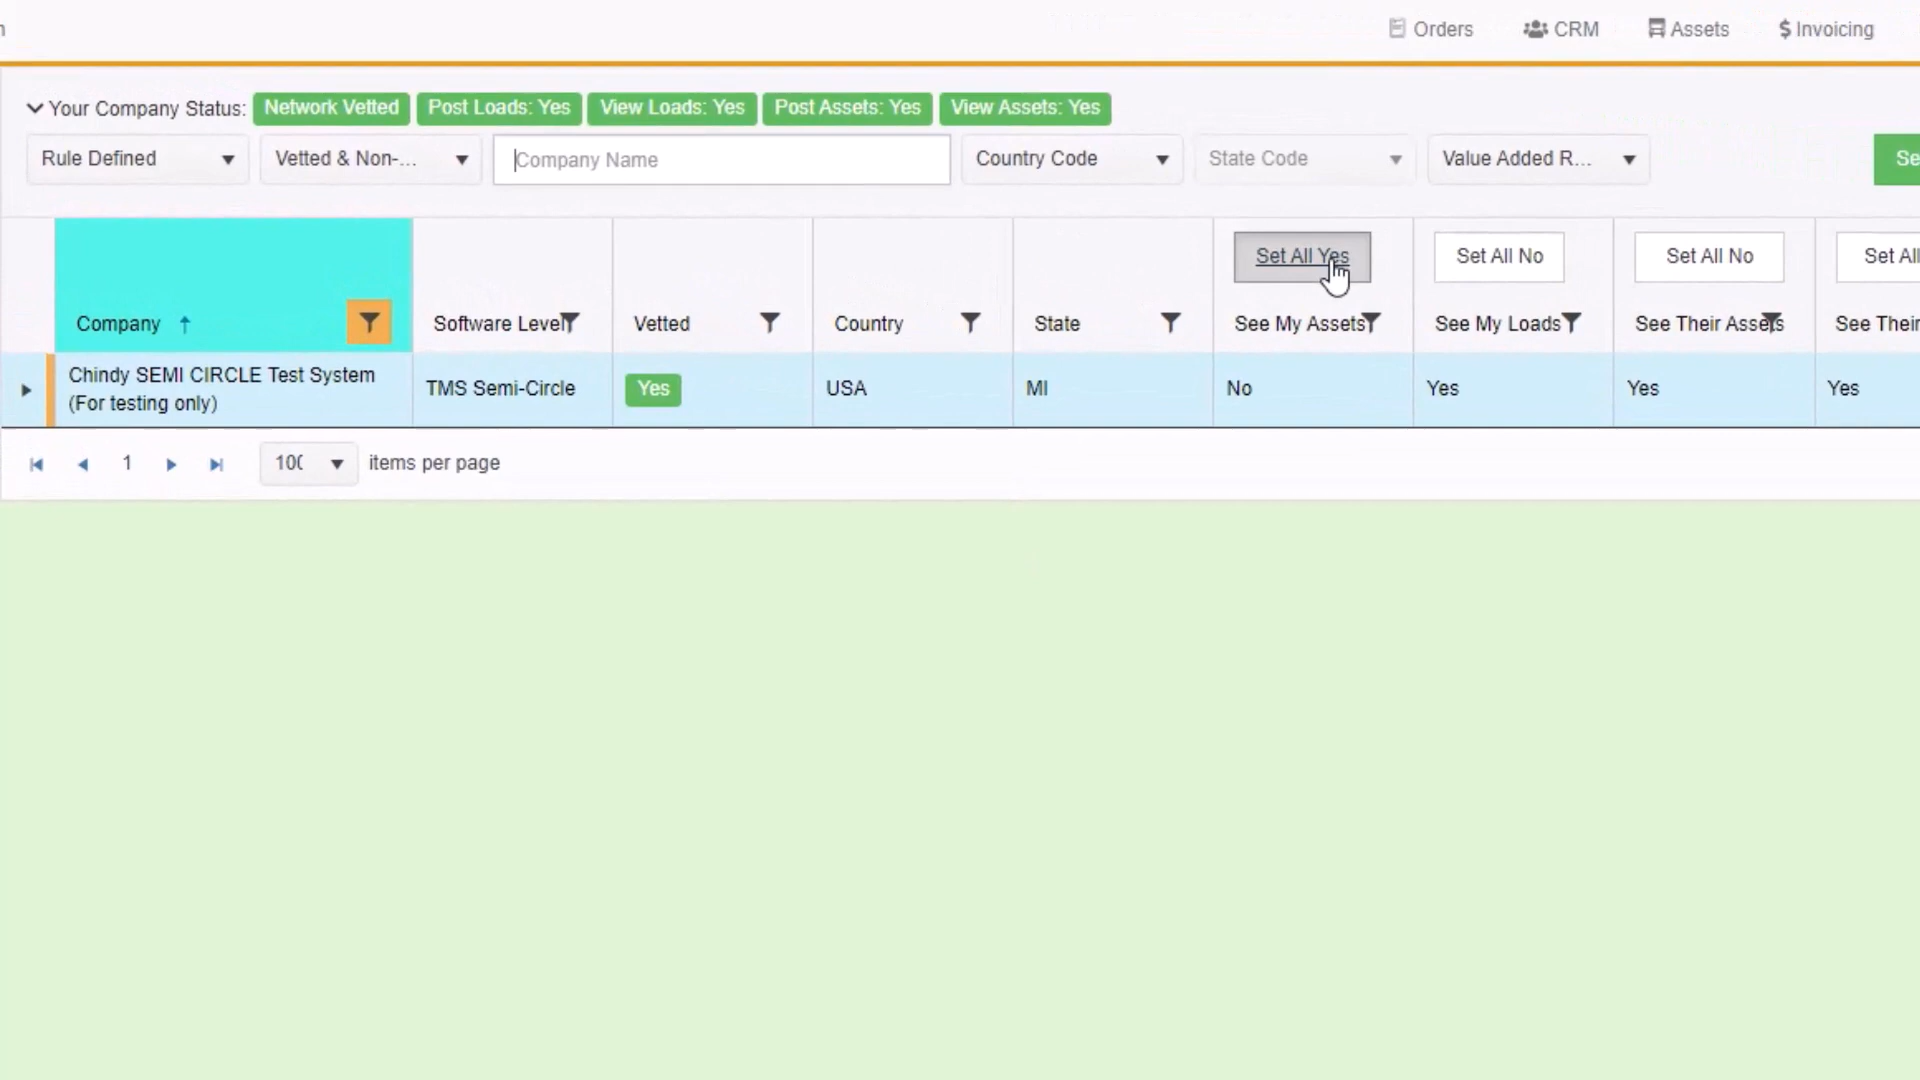 Orders CRM Assets $ Invoicing
Your Company Status: Network Vetted Post Loads: Yes View Loads: Yes Post Assets: Yes View Assets: Yes
Rule Defined Vetted & Non-... Company Name Country Code State Code Value Added R... Se
Set All Yes Set All No Set All No Set All
Company Software Level Vetted Country State See My Assets See My Loads See Their Assets See Their
Chindy SEMI CIRCLE Test System
(For testing only) TMS Semi-Circle Yes USA MI No Yes Yes Yes
1 100 items per page